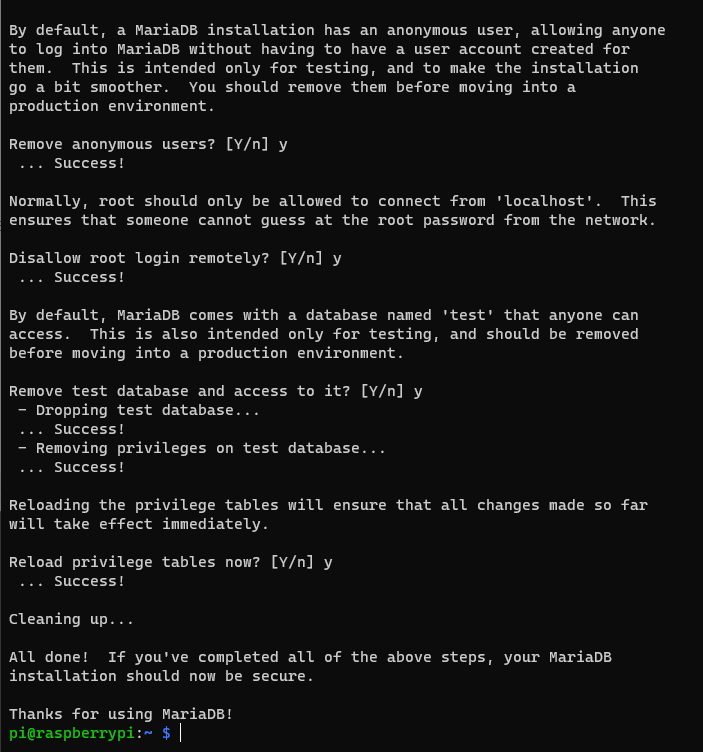 By default, a MariaDB installation has an anonymous user, allowing anyone
to log into MariaDB without having to have a user account created for
them.  This is intended only for testing, and to make the installation
go a bit smoother.  You should remove them before moving into a
production environment.

Remove anonymous users? [Y/n] y
 ... Success!

Normally, root should only be allowed to connect from 'localhost'.  This
ensures that someone cannot guess at the root password from the network.

Disallow root login remotely? [Y/n] y
 ... Success!

By default, MariaDB comes with a database named 'test' that anyone can
access.  This is also intended only for testing, and should be removed
before moving into a production environment.

Remove test database and access to it? [Y/n] y
 - Dropping test database...
 ... Success!
 - Removing privileges on test database...
 ... Success!

Reloading the privilege tables will ensure that all changes made so far
will take effect immediately.

Reload privilege tables now? [Y/n] y
 ... Success!

Cleaning up...

All done!  If you've completed all of the above steps, your MariaDB
installation should now be secure.

Thanks for using MariaDB!
pi@raspberrypi:~ $